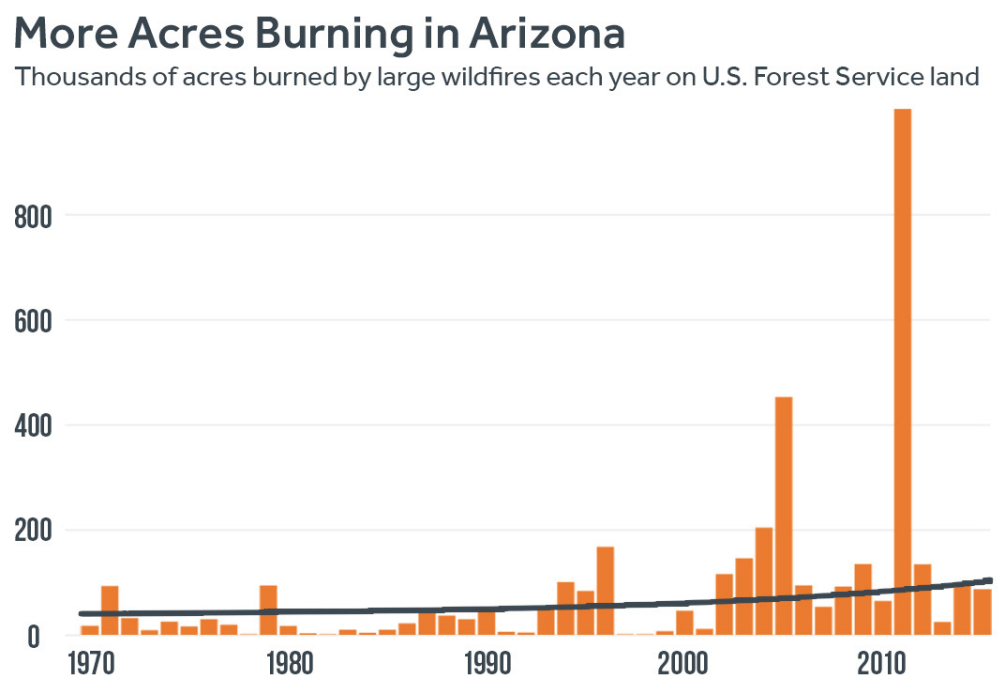 More Acres Burning in Arizona
Thousands of acres burned by large wildfires each year on U.S. Forest Service land
800
600
400
200
0
1970 1980 1990 2000 2010